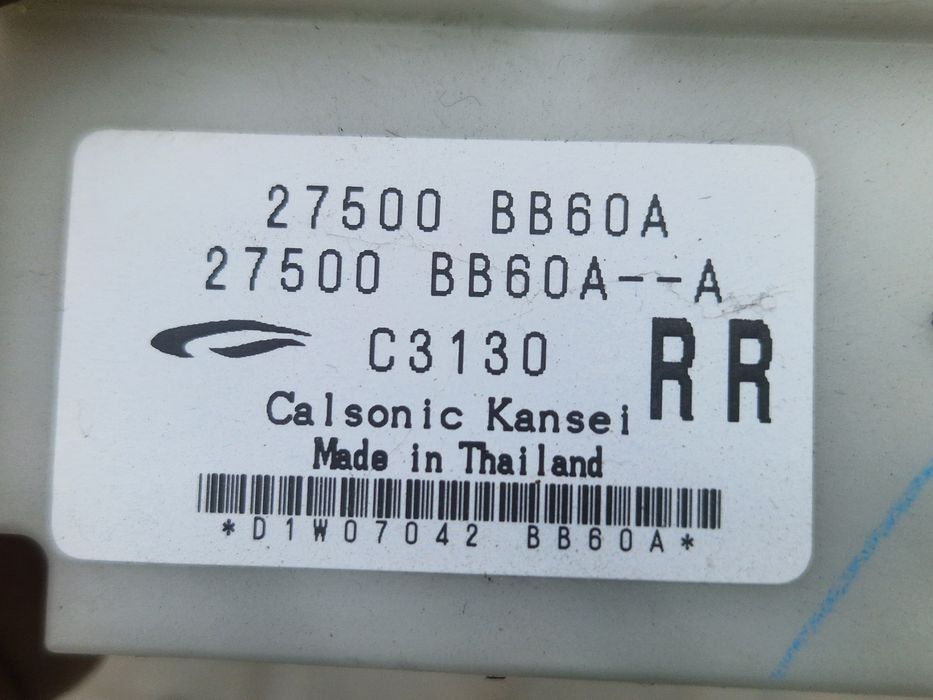 27500 BB60A
27500 BB60A--A
C3130
RR
Calsonic Kansei
Made in Thailand
*D1W07042 BB60A*